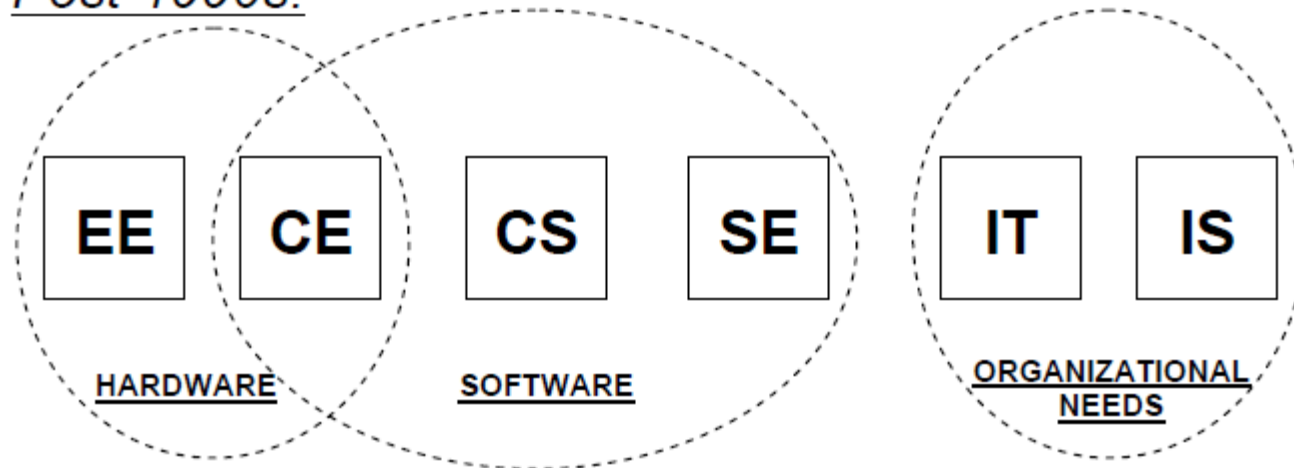 EE CE CS SE IT IS
HARDWARE SOFTWARE ORGANIZATIONAL
NEEDS